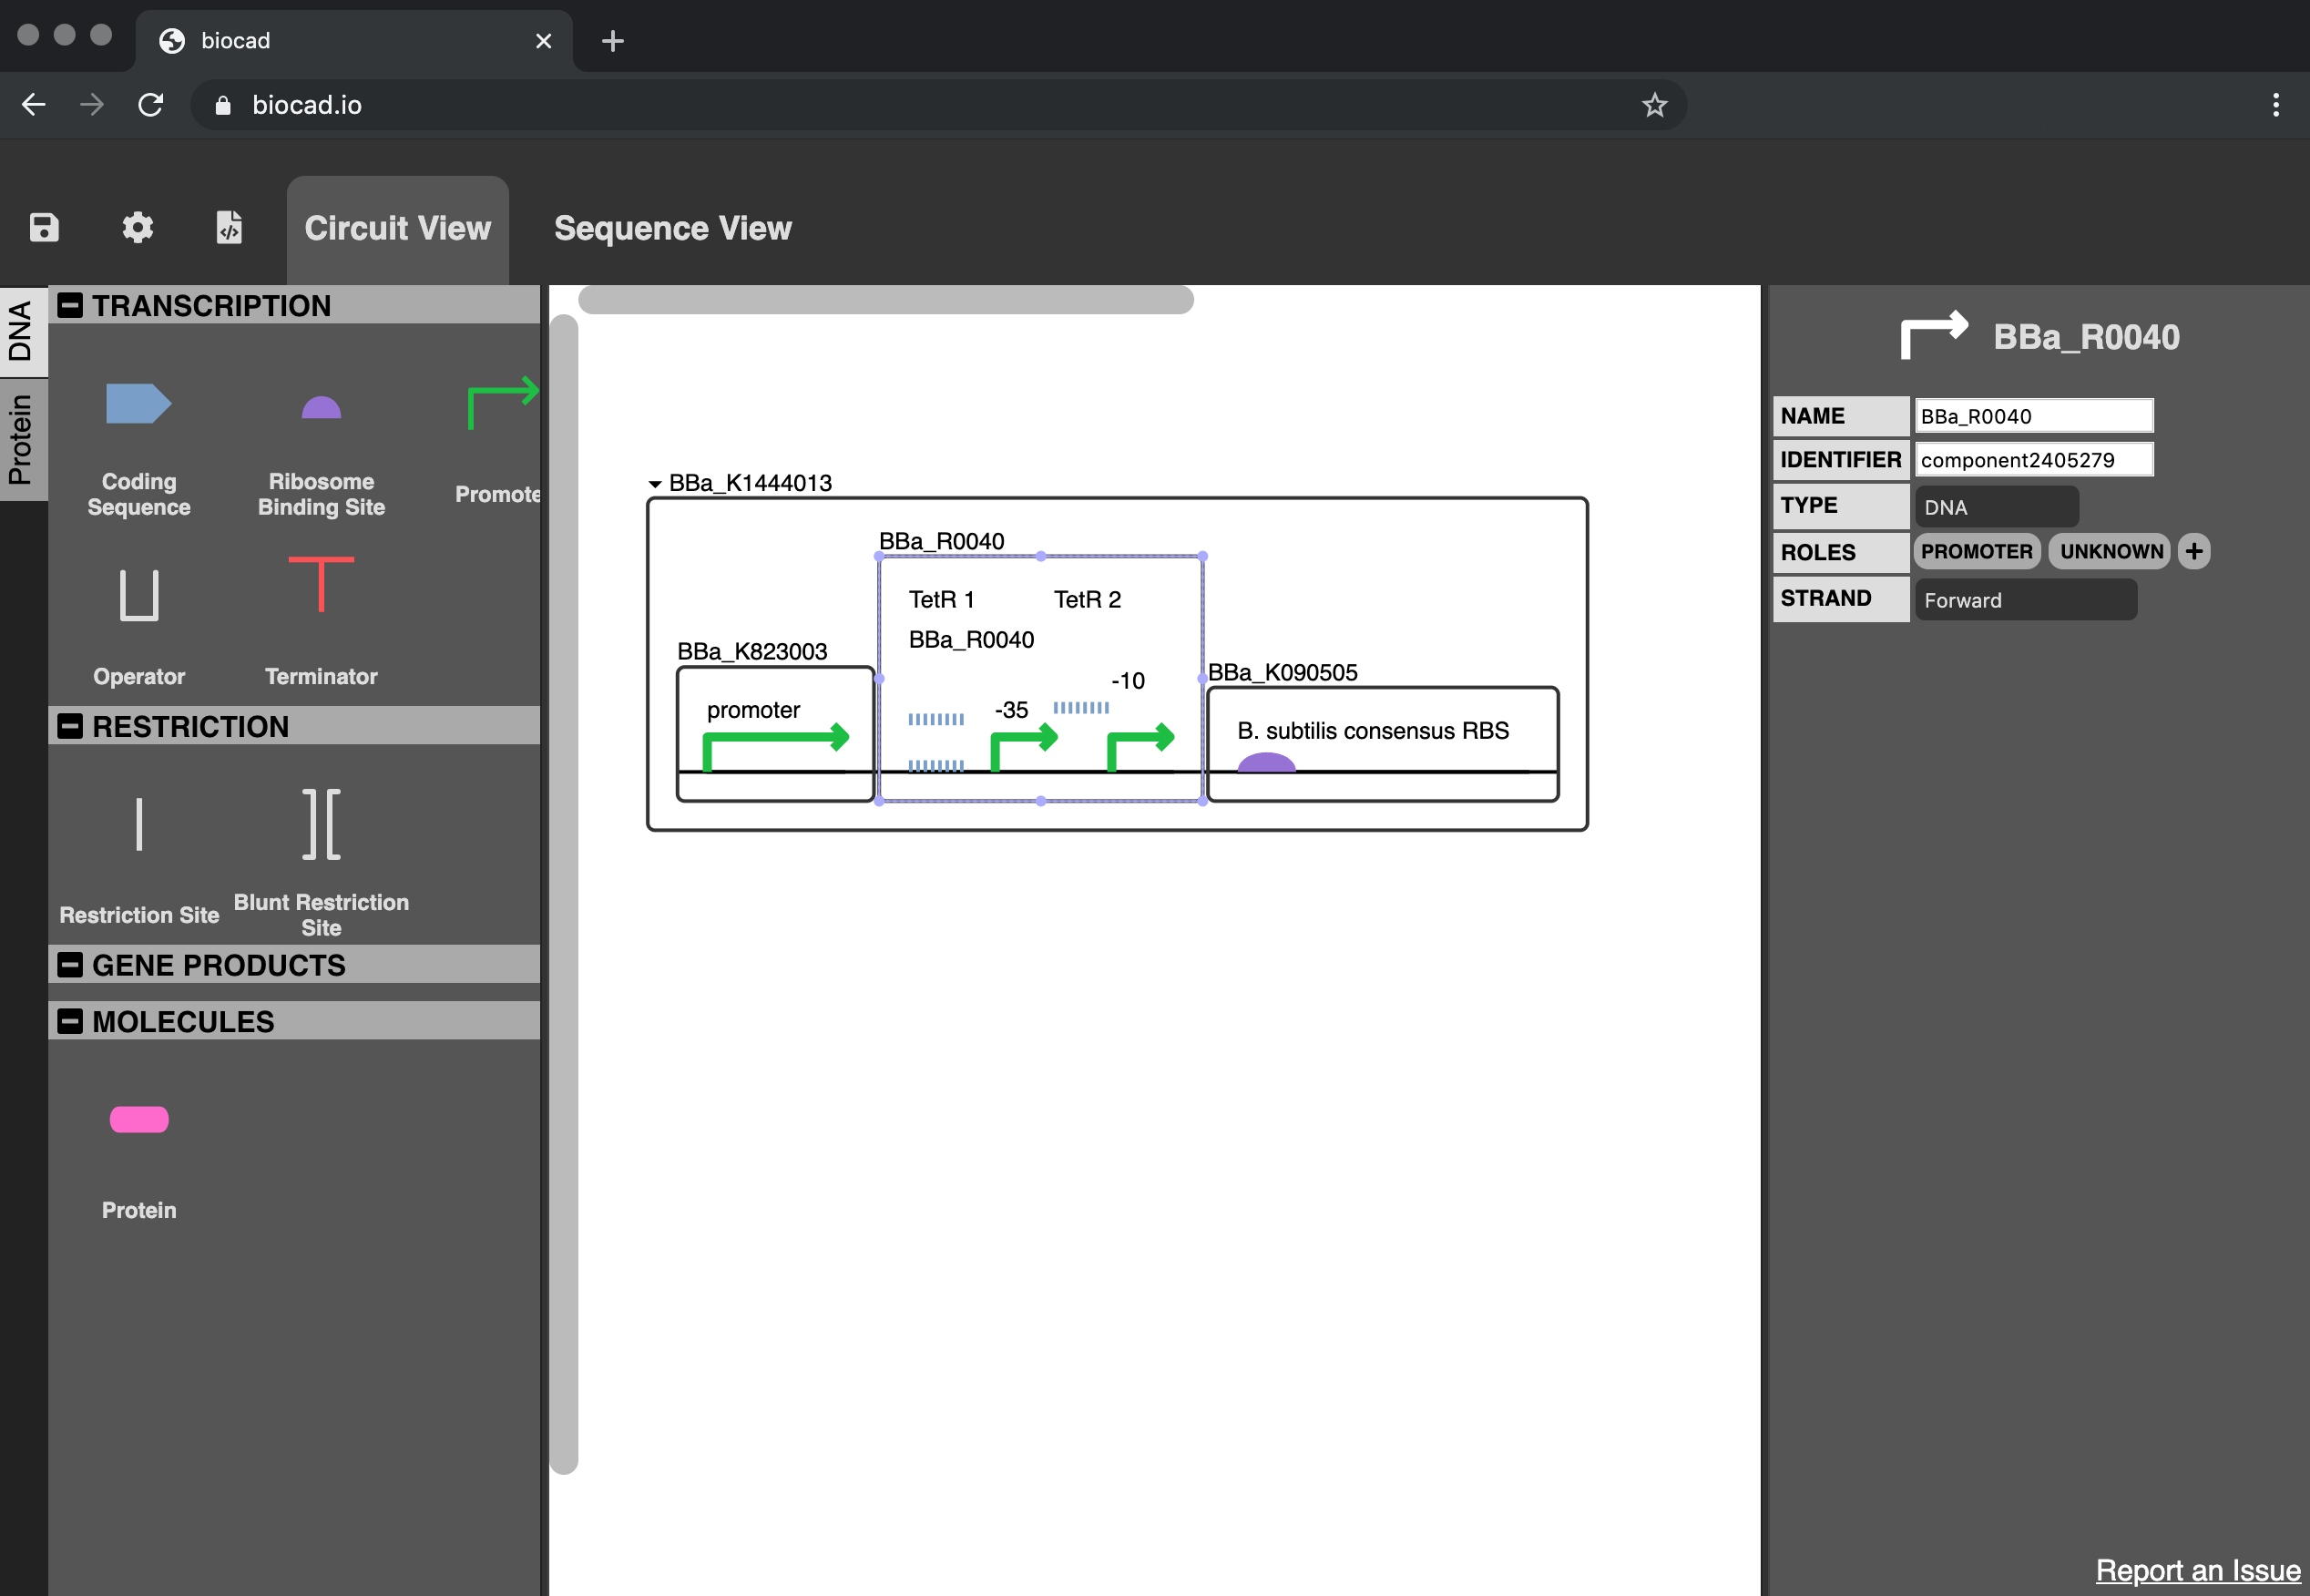 biocad
biocad.io
Circuit View
Sequence View
DNA
Protein
TRANSCRIPTION
Coding
Sequence
Ribosome
Binding Site
Promote
Operator
Terminator
RESTRICTION
Restriction Site
Blunt Restriction
Site
GENE PRODUCTS
MOLECULES
Protein
BBa_K1444013
BBa_R0040
TetR 1
TetR 2
BBa_R0040
BBa_K823003
promoter
-35
-10
BBa_K090505
B. subtilis consensus RBS
BBa_R0040
NAME
BBa_R0040
IDENTIFIER
component2405279
TYPE
DNA
ROLES
PROMOTER
UNKNOWN
STRAND
Forward
Report an Issue